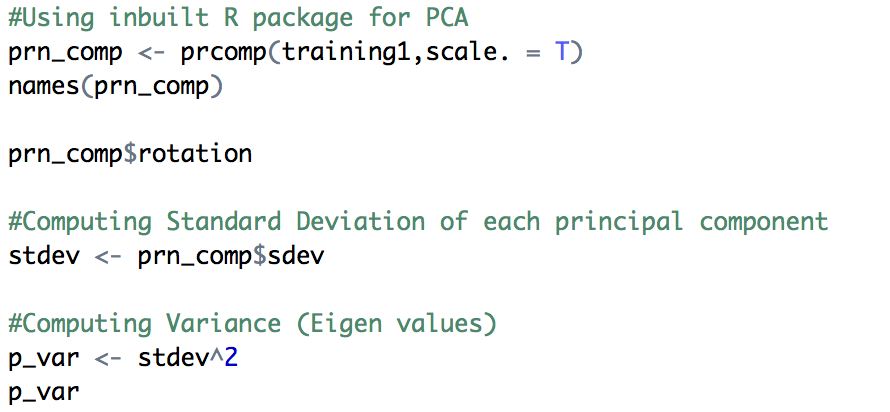 #Using inbuilt R package for PCA
prn_comp <- prcomp(training1,scale. = T)
names(prn_comp)
prn_comp$rotation
#Computing Standard Deviation of each principal component
stdev <- prn_comp$sdev
#Computing Variance (Eigen values)
p_var <- stdev^2
p_var